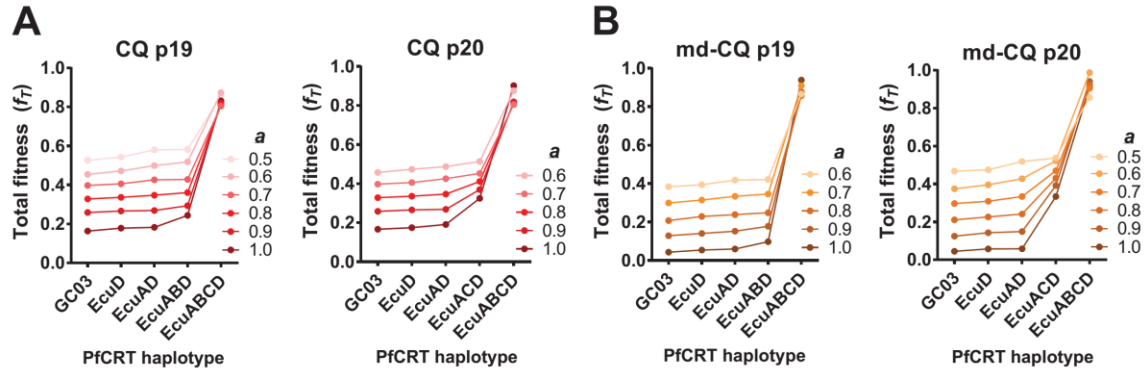 A
CQ p19
Total fitness (fT)
1.0
0.8
0.6
0.4
0.2
0.0
GC03
EcuD
EcuAD
EcuABD
EcuABCD
PfCRT haplotype
a
0.5
0.6
0.7
0.8
0.9
1.0
CQ p20
Total fitness (fT)
1.0
0.8
0.6
0.4
0.2
0.0
GC03
EcuD
EcuAD
EcuACD
EcuABCD
PfCRT haplotype
a
0.6
0.7
0.8
0.9
1.0
B
md-CQ p19
Total fitness (fT)
1.0
0.8
0.6
0.4
0.2
0.0
GC03
EcuD
EcuAD
EcuABD
EcuABCD
PfCRT haplotype
a
0.6
0.7
0.8
0.9
1.0
md-CQ p20
Total fitness (fT)
1.0
0.8
0.6
0.4
0.2
0.0
GC03
EcuD
EcuAD
EcuACD
EcuABCD
PfCRT haplotype
a
0.5
0.6
0.7
0.8
0.9
1.0